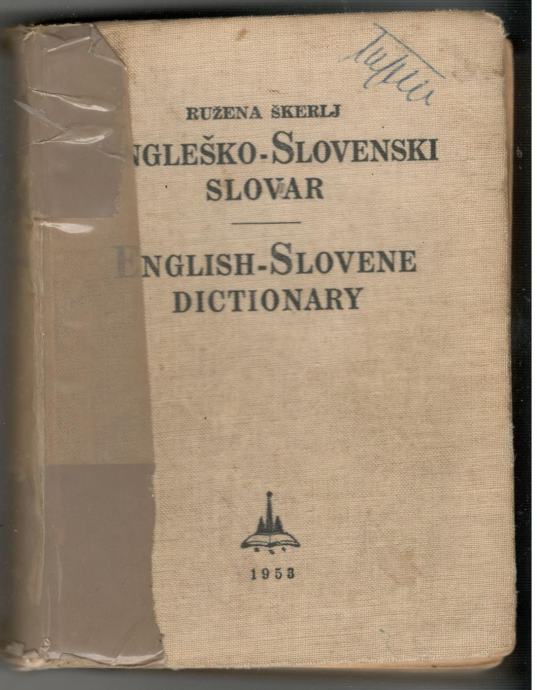 RUŽENA ŠKERLJ
NGLEŠKO-SLOVENSKI
SLOVAR
ENGLISH-SLOVENE
DICTIONARY
1953